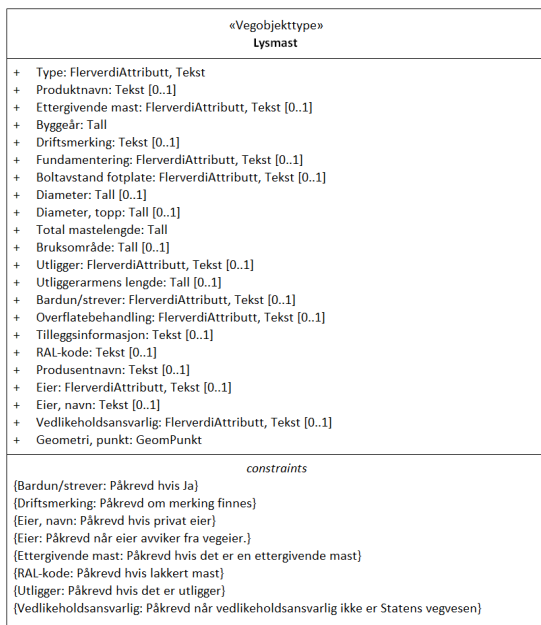 «Vegobjekttype»
Lysmast
+ Type: FlerverdiAttributt, Tekst
+ Produktnavn: Tekst [0..1]
+ Ettergivende mast: FlerverdiAttributt, Tekst [0..1]
+ Byggeår: Tall
+ Driftsmerking: Tekst [0..1]
+ Fundamentering: FlerverdiAttributt, Tekst [0..1]
+ Boltavstand fotplate: FlerverdiAttributt, Tekst [0..1]
+ Diameter: Tall [0..1]
+ Diameter, topp: Tall [0..1]
+ Total mastelengde: Tall
+ Bruksområde: Tall [0..1]
+ Utligger: FlerverdiAttributt, Tekst [0..1]
+ Utliggerarmens lengde: Tall [0..1]
+ Bardun/strever: FlerverdiAttributt, Tekst [0..1]
+ Overflatebehandling: FlerverdiAttributt, Tekst [0..1]
+ Tilleggsinformasjon: Tekst [0..1]
+ RAL-kode: Tekst [0..1]
+ Produsentnavn: Tekst [0..1]
+ Eier: FlerverdiAttributt, Tekst [0..1]
+ Eier, navn: Tekst [0..1]
+ Vedlikeholdsansvarlig: FlerverdiAttributt, Tekst [0..1]
+ Geometri, punkt: GeomPunkt
constraints
{Bardun/strever: Påkrevd hvis Ja}
{Driftsmerking: Påkrevd om merking finnes}
{Eier, navn: Påkrevd hvis privat eier}
{Eier: Påkrevd når eier avviker fra vegeier.}
{Ettergivende mast: Påkrevd hvis det er en ettergivende mast}
{RAL-kode: Påkrevd hvis lakkert mast}
{Utligger: Påkrevd hvis det er utligger}
{Vedlikeholdsansvarlig: Påkrevd når vedlikeholdsansvarlig ikke er Statens vegvesen}